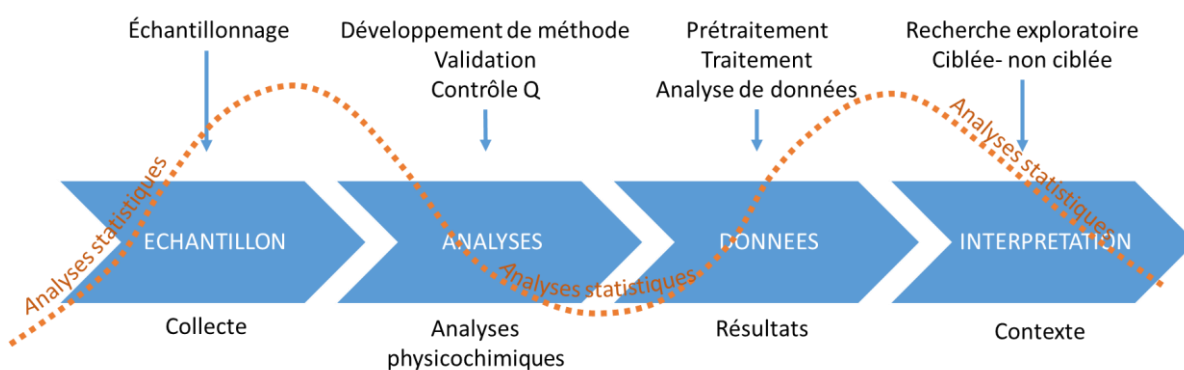 Échantillonnage
Développement de méthode
Validation
Contrôle Q
Prétraitement
Traitement
Analyse de données
Recherche exploratoire
Ciblée- non ciblée
Analyses statistiques
Analyses statistiques
Analyses statistiques
ECHANTILLON
ANALYSES
DONNEES
INTERPRETATION
Collecte
Analyses
physicochimiques
Résultats
Contexte